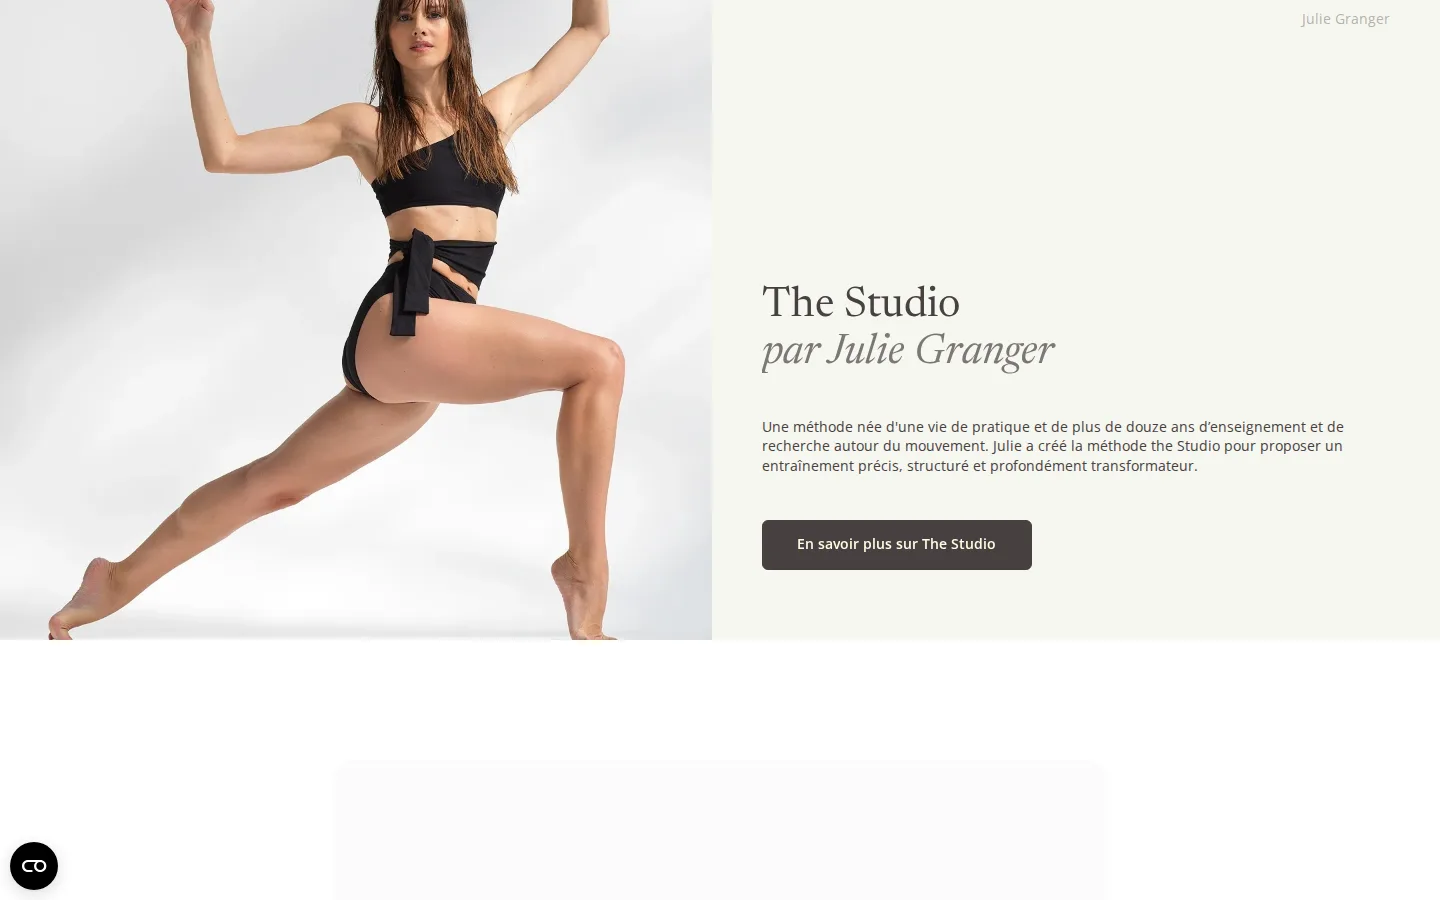 Julie Granger
The Studio
par Julie Granger
Une méthode née d'une vie de pratique et de plus de douze ans d’enseignement et de
recherche autour du mouvement. Julie a créé la méthode the Studio pour proposer un
entraînement précis, structuré et profondément transformateur.
En savoir plus sur The Studio